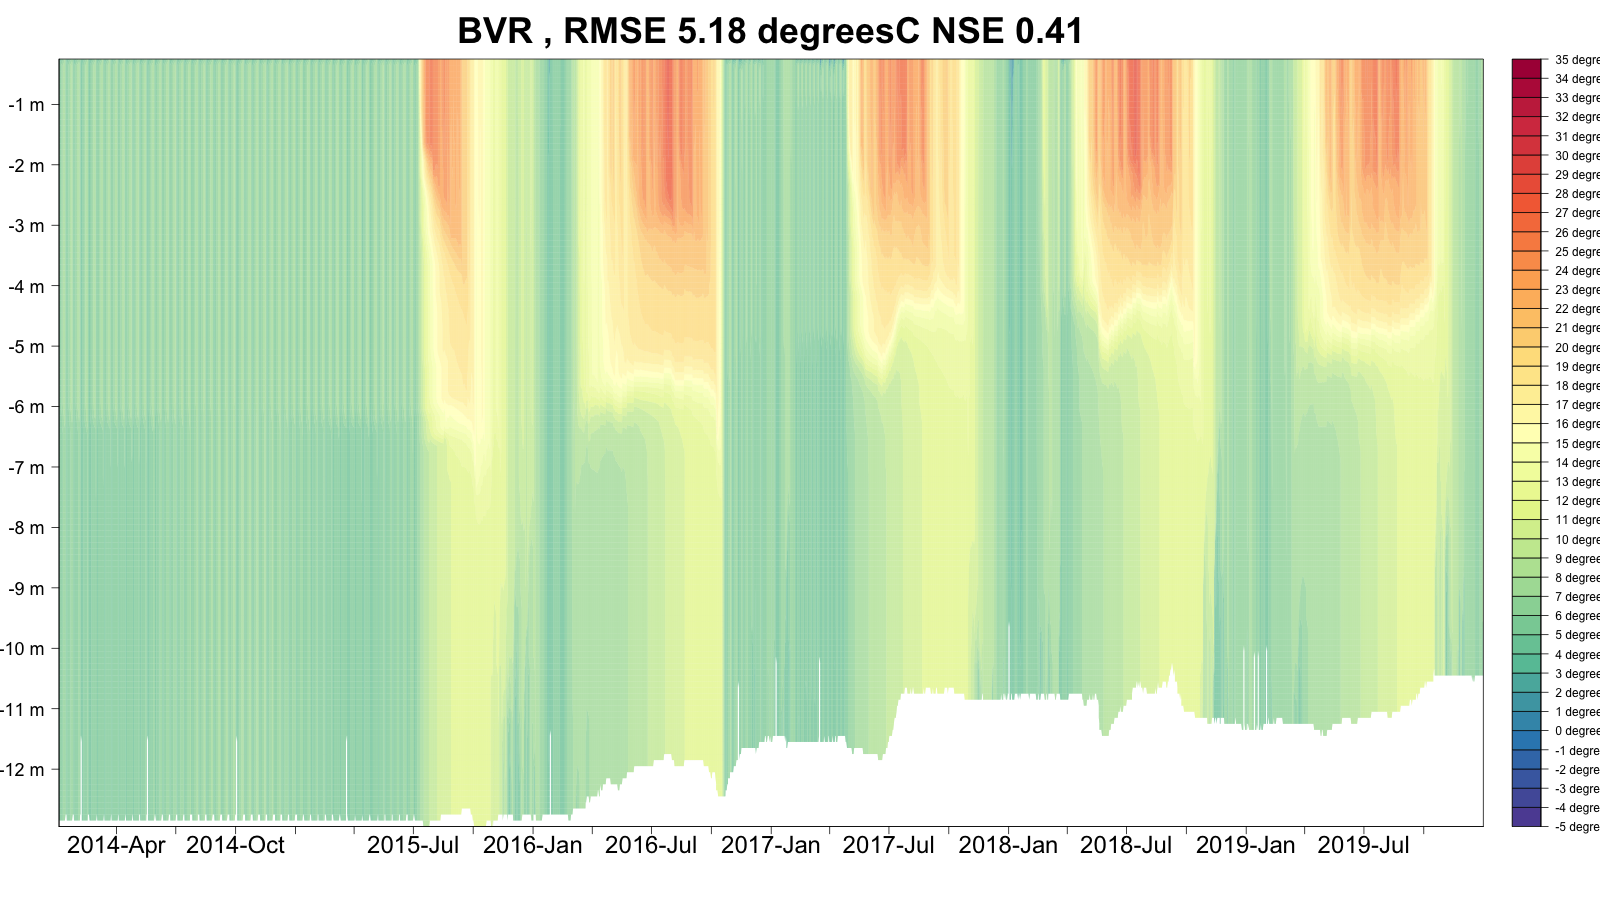 BVR , RMSE 5.18 degreesC NSE 0.41
-1 m
-2 m
-3 m
-4 m
-5 m
-6 m
-7 m
-8 m
-9 m
-10 m
-11 m
-12 m
2014-Apr 2014-Oct 2015-Jul 2016-Jan 2016-Jul 2017-Jan 2017-Jul 2018-Jan 2018-Jul 2019-Jan 2019-Jul
35 degre
34 degre
33 degre
32 degre
31 degre
30 degre
29 degre
28 degre
27 degre
26 degre
25 degre
24 degre
23 degre
22 degre
21 degre
20 degre
19 degre
18 degre
17 degre
16 degre
15 degre
14 degre
13 degre
12 degre
11 degre
10 degre
9 degree
8 degree
7 degree
6 degree
5 degree
4 degree
3 degree
2 degree
1 degree
0 degree
-1 degre
-2 degre
-3 degre
-4 degre
-5 degre